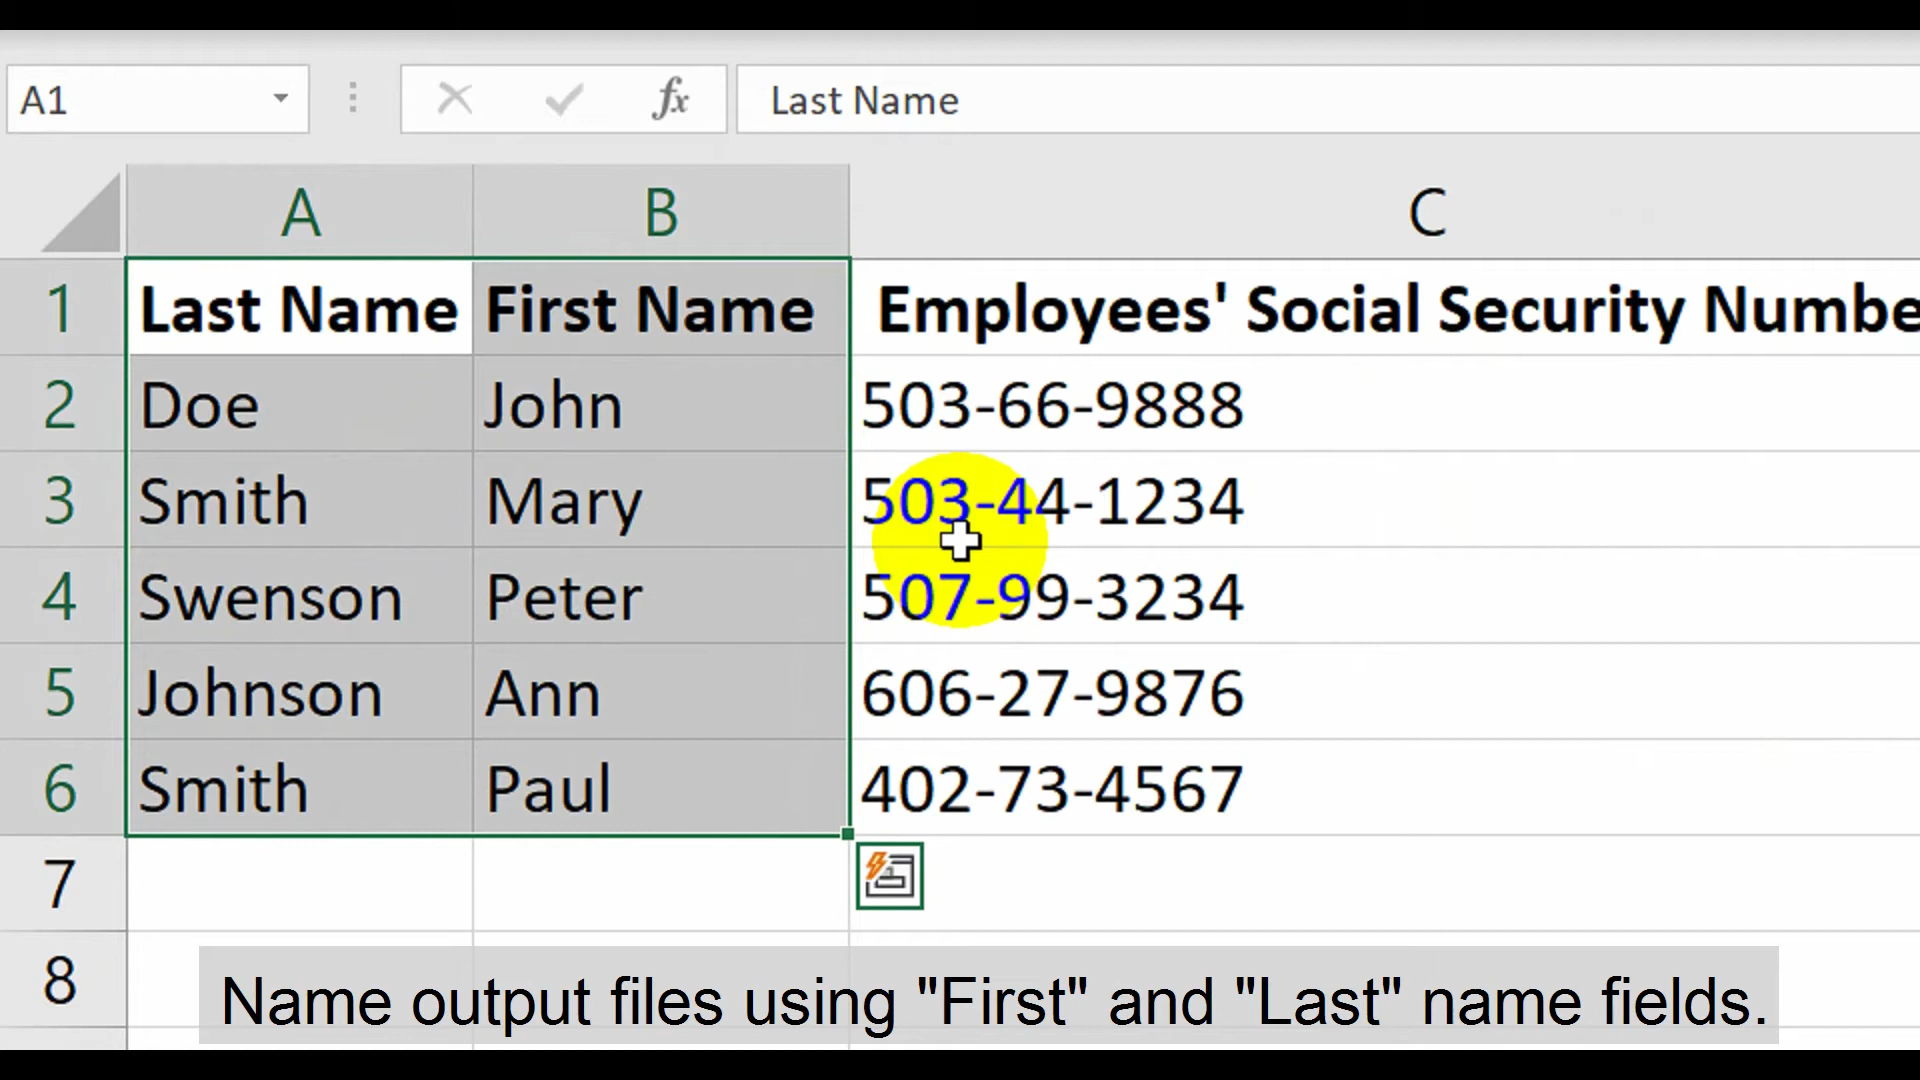 A1 fx Last Name
A B C
1 Last Name First Name Employees' Social Security Numbe
2 Doe John 503-66-9888
3 Smith Mary 503-44-1234
4 Swenson Peter 507-99-3234
5 Johnson Ann 606-27-9876
6 Smith Paul 402-73-4567
7
8
Name output files using "First" and "Last" name fields.